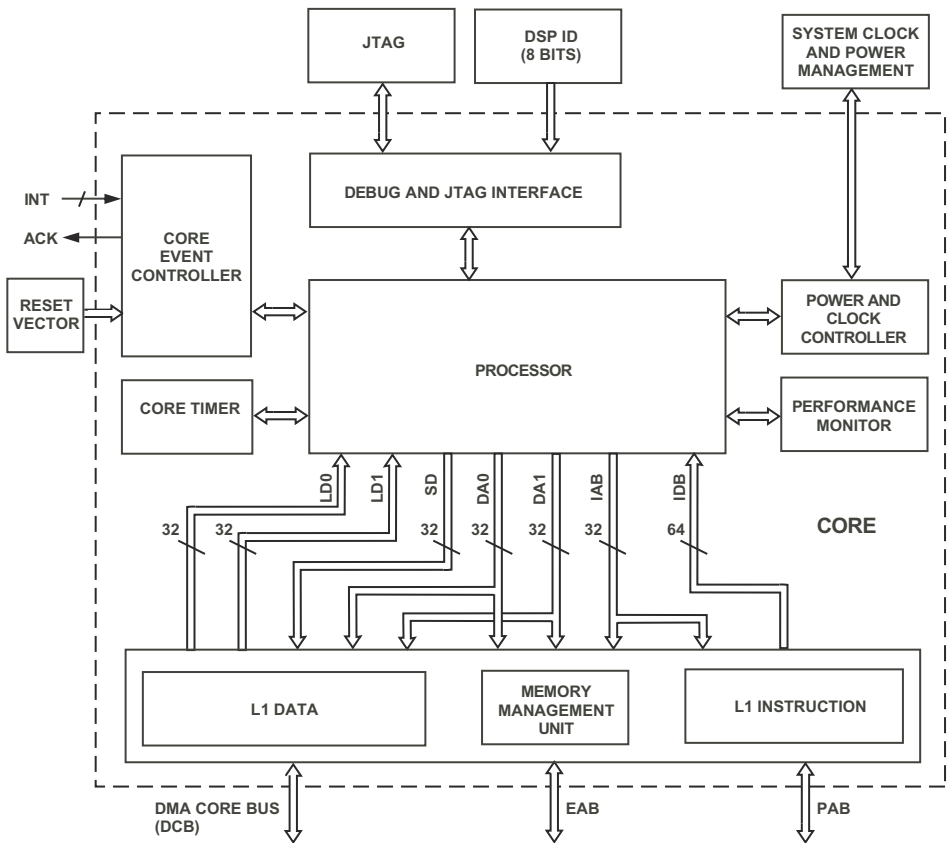 JTAG
DSP ID
(8 BITS)
SYSTEM CLOCK
AND POWER
MANAGEMENT
DEBUG AND JTAG INTERFACE
INT
ACK
CORE
EVENT
CONTROLLER
RESET
VECTOR
POWER AND
CLOCK
CONTROLLER
PROCESSOR
CORE TIMER
PERFORMANCE
MONITOR
LD0
LD1
SD
DA0
DA1
IAB
IDB
32
32
32
32
32
32
64
CORE
L1 DATA
MEMORY
MANAGEMENT
UNIT
L1 INSTRUCTION
DMA CORE BUS
(DCB)
EAB
PAB